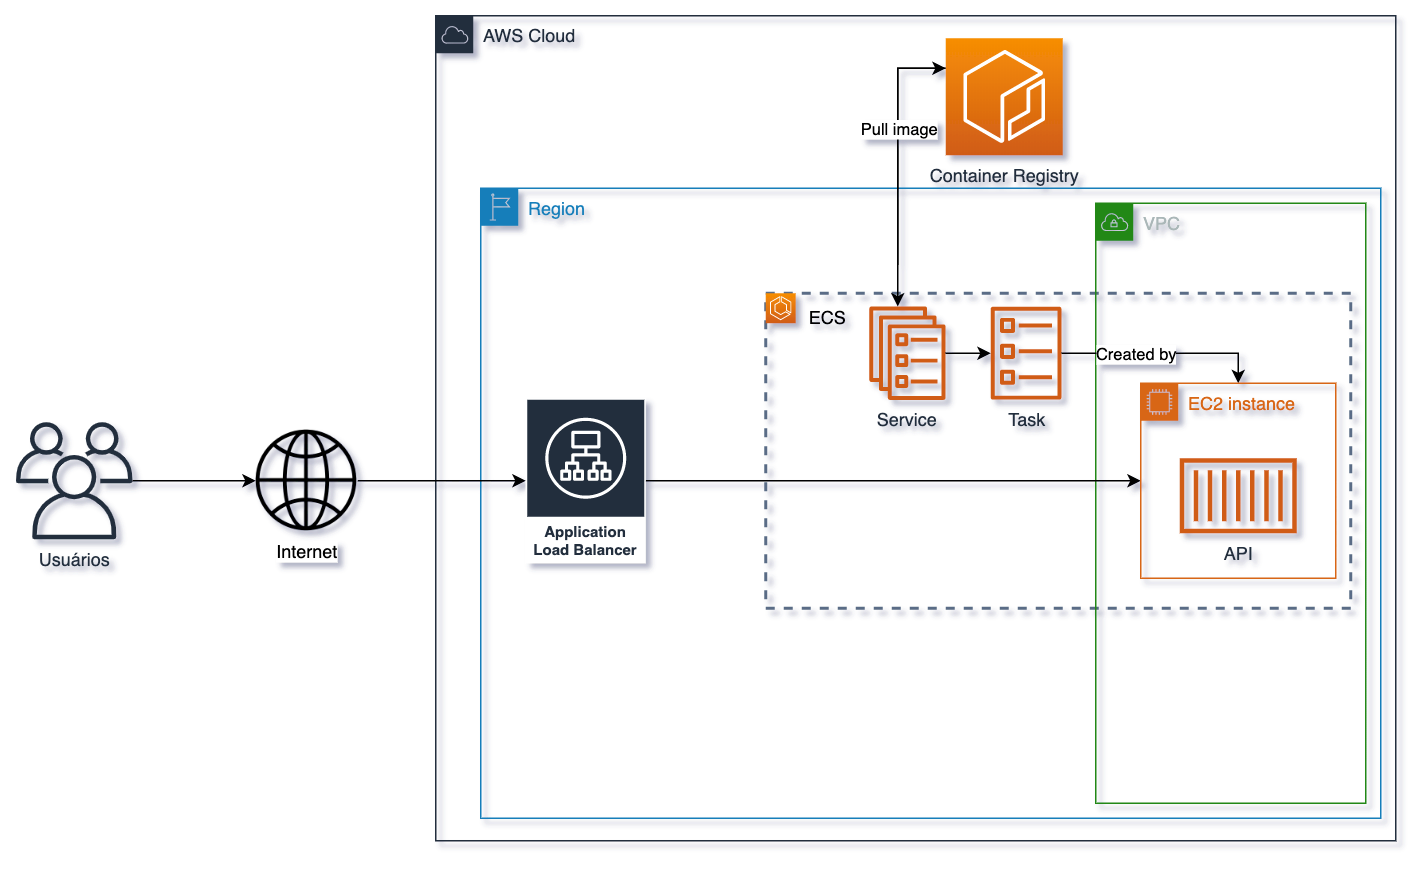 AWS Cloud
Pull image
Container Registry
Region
VPC
ECS
Created by
Service
Task
EC2 instance
Application
Load Balancer
Usuários
Internet
API